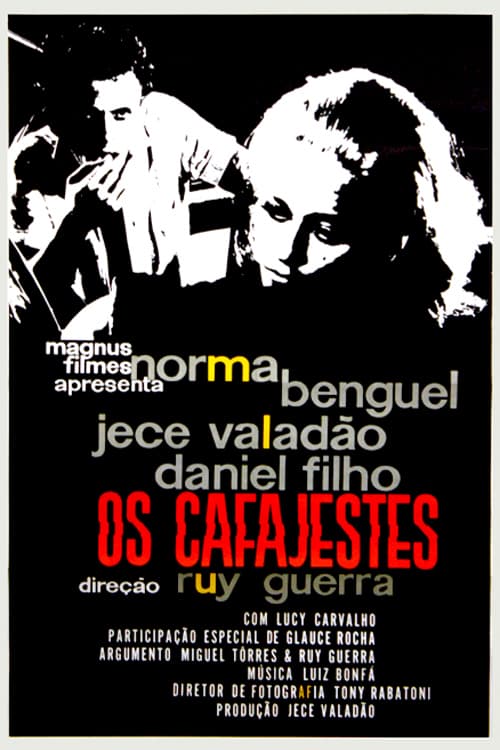 magnus
filmes
apresenta
norma
benguel
jece valadão
daniel filho
OS CAFAJESTES
direção ruy guerra
COM LUCY CARVALHO
PARTICIPAÇÃO ESPECIAL DE GLAUCE ROCHA
ARGUMENTO MIGUEL TÔRRES & RUY GUERRA
MÚSICA LUIZ BONFÁ
DIRETOR DE FOTOGRAFIA TONY RABATONI
PRODUÇÃO JECE VALADÃO